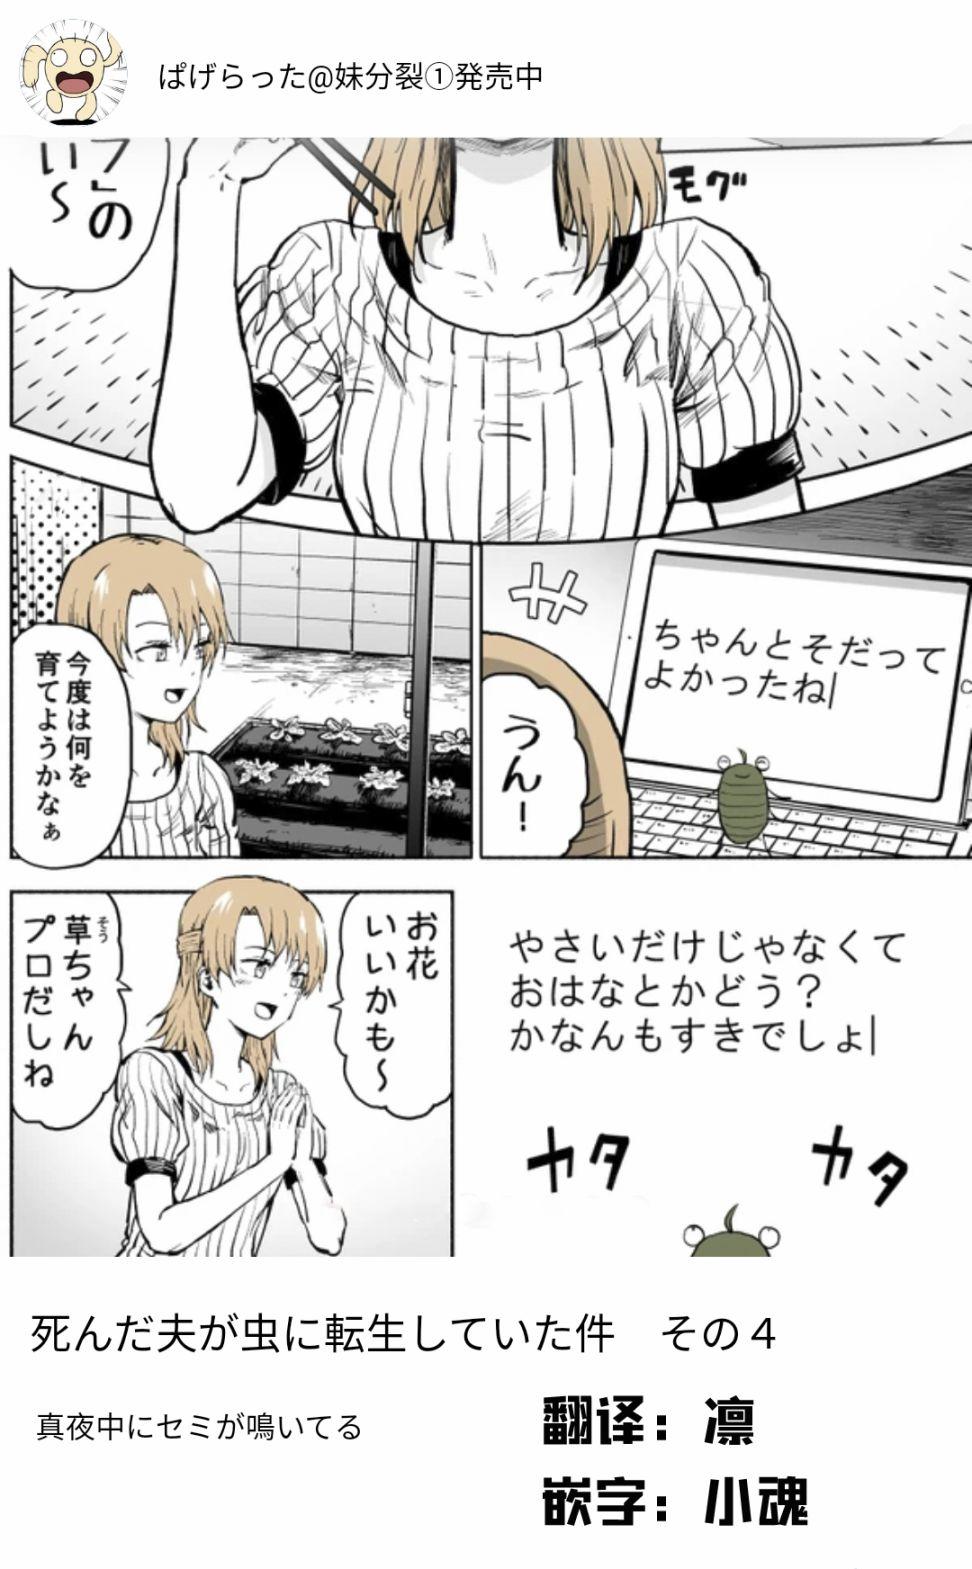 ぱげらった@妹分裂①発売中
モグ
」の
い～
ちゃんとそだって
よかったね
うん！
今度は何を
育てようかなぁ
やさいだけじゃなくて
おはなとかどう？
かなんもすきでしょ
カタ
カタ
お花
いいかも～
草ちゃん
そう
プロだしね
死んだ夫が虫に転生していた件　その４
真夜中にセミが鳴いてる
翻译：凛
嵌字：小魂